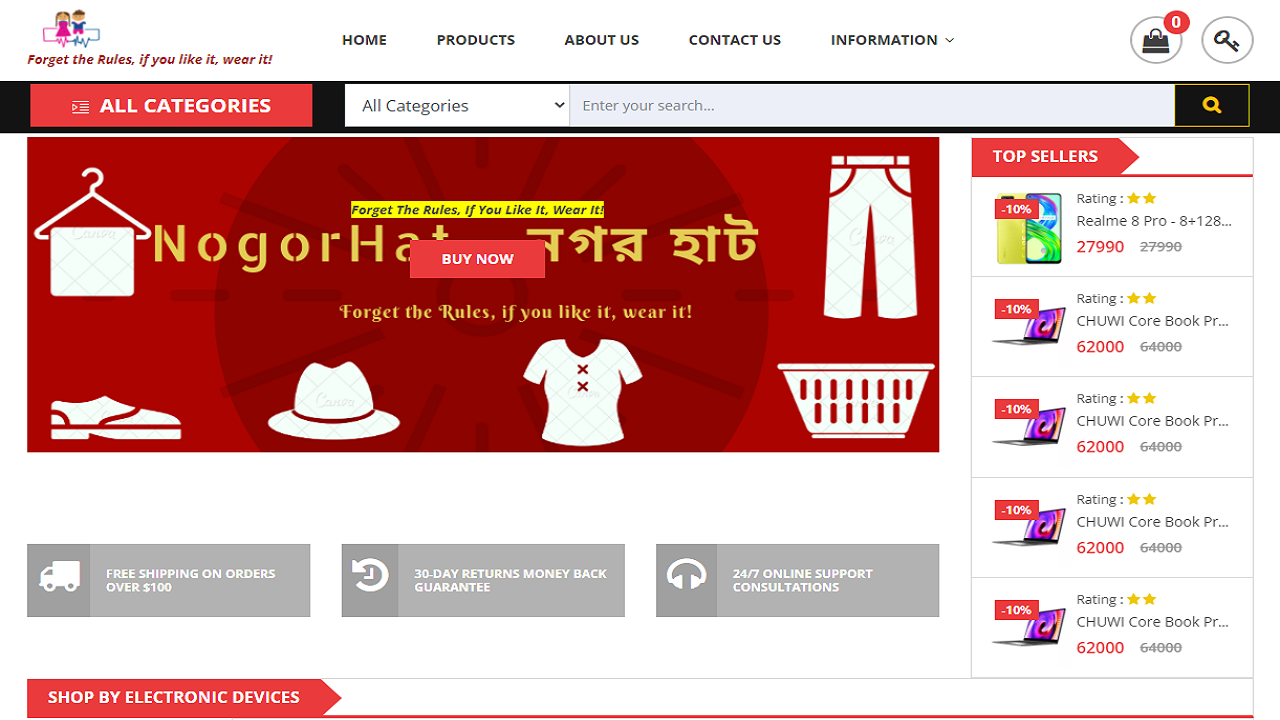 Forget the Rules, if you like it, wear it!
HOME
PRODUCTS
ABOUT US
CONTACT US
INFORMATION
0
ALL CATEGORIES
All Categories
Enter your search...
Forget The Rules, If You Like It, Wear It!
NogorHat নগর হাট
BUY NOW
Forget the Rules, if you like it, wear it!
Canva
Canva
Canva
Canva
FREE SHIPPING ON ORDERS
OVER $100
30-DAY RETURNS MONEY BACK
GUARANTEE
24/7 ONLINE SUPPORT
CONSULTATIONS
TOP SELLERS
-10%
Rating :
Realme 8 Pro - 8+128...
27990 27990
-10%
Rating :
CHUWI Core Book Pr...
62000 64000
-10%
Rating :
CHUWI Core Book Pr...
62000 64000
-10%
Rating :
CHUWI Core Book Pr...
62000 64000
-10%
Rating :
CHUWI Core Book Pr...
62000 64000
SHOP BY ELECTRONIC DEVICES